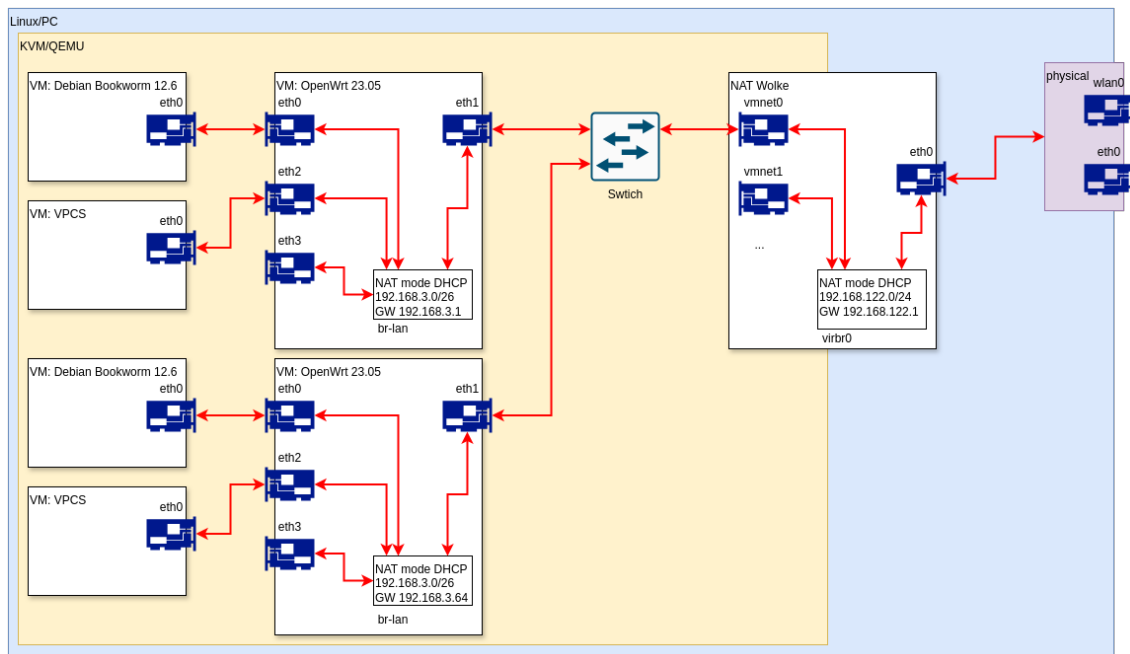 Linux/PC
KVM/QEMU
VM: Debian Bookworm 12.6
eth0
VM: VPCS
eth0
VM: OpenWrt 23.05
eth0
eth1
eth2
eth3
NAT mode DHCP
192.168.3.0/26
GW 192.168.3.1
br-lan
VM: Debian Bookworm 12.6
eth0
VM: VPCS
eth0
VM: OpenWrt 23.05
eth0
eth1
eth2
eth3
NAT mode DHCP
192.168.3.0/26
GW 192.168.3.64
br-lan
Swtich
NAT Wolke
vmnet0
vmnet1
...
eth0
NAT mode DHCP
192.168.122.0/24
GW 192.168.122.1
virbr0
physical
wlan0
eth0